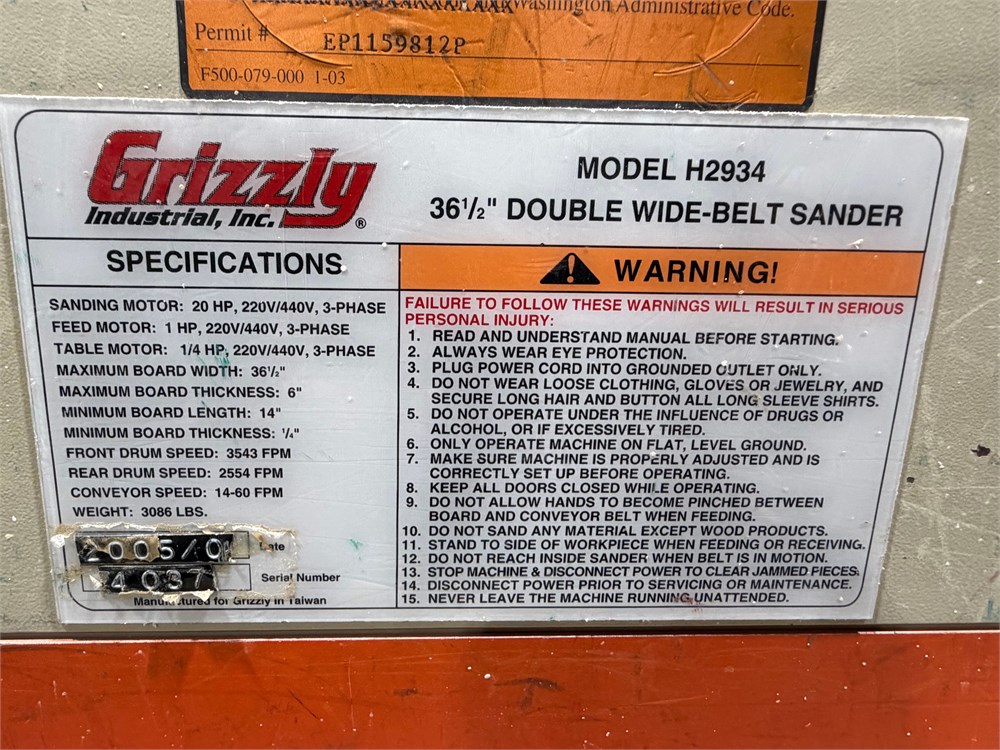 Washington Administrative Code.
Permit # EP1159812P
F500-079-000 1-03
Grizzly
Industrial, Inc.®
MODEL H2934
36 1/2" DOUBLE WIDE-BELT SANDER
SPECIFICATIONS
SANDING MOTOR: 20 HP, 220V/440V, 3-PHASE
FEED MOTOR: 1 HP, 220V/440V, 3-PHASE
TABLE MOTOR: 1/4 HP, 220V/440V, 3-PHASE
MAXIMUM BOARD WIDTH: 36 1/2"
MAXIMUM BOARD THICKNESS: 6"
MINIMUM BOARD LENGTH: 14"
MINIMUM BOARD THICKNESS: 1/4"
FRONT DRUM SPEED: 3543 FPM
REAR DRUM SPEED: 2554 FPM
CONVEYOR SPEED: 14-60 FPM
WEIGHT: 3086 LBS.
Date
4037 Serial Number
Manufactured for Grizzly in Taiwan
WARNING!
FAILURE TO FOLLOW THESE WARNINGS WILL RESULT IN SERIOUS
PERSONAL INJURY:
1. READ AND UNDERSTAND MANUAL BEFORE STARTING.
2. ALWAYS WEAR EYE PROTECTION.
3. PLUG POWER CORD INTO GROUNDED OUTLET ONLY.
4. DO NOT WEAR LOOSE CLOTHING, GLOVES OR JEWELRY, AND
SECURE LONG HAIR AND BUTTON ALL LONG SLEEVE SHIRTS.
5. DO NOT OPERATE UNDER THE INFLUENCE OF DRUGS OR
ALCOHOL, OR IF EXCESSIVELY TIRED.
6. ONLY OPERATE MACHINE ON FLAT, LEVEL GROUND.
7. MAKE SURE MACHINE IS PROPERLY ADJUSTED AND IS
CORRECTLY SET UP BEFORE OPERATING.
8. KEEP ALL DOORS CLOSED WHILE OPERATING.
9. DO NOT ALLOW HANDS TO BECOME PINCHED BETWEEN
BOARD AND CONVEYOR BELT WHEN FEEDING.
10. DO NOT SAND ANY MATERIAL EXCEPT WOOD PRODUCTS.
11. STAND TO SIDE OF WORKPIECE WHEN FEEDING OR RECEIVING.
12. DO NOT REACH INSIDE SANDER WHEN BELT IS IN MOTION.
13. STOP MACHINE & DISCONNECT POWER TO CLEAR JAMMED PIECES.
14. DISCONNECT POWER PRIOR TO SERVICING OR MAINTENANCE.
15. NEVER LEAVE THE MACHINE RUNNING UNATTENDED.